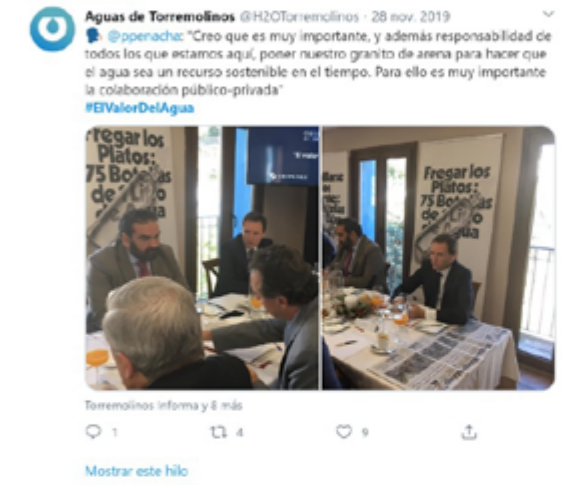 Aguas de Torremolinos @H2OTorremolinos · 28 nov. 2019
@ppenacha: "Creo que es muy importante, y además responsabilidad de
todos los que estamos aquí, poner nuestro granito de arena para hacer que
el agua sea un recurso sostenible en el tiempo. Para ello es muy importante
la colaboración público-privada"
#ElValorDelAgua
Fregar los
Platos:
75 Botellas
de
Fregar los
Platos:
75 Botellas
de
Agua
Torremolinos Informa y 8 más
1
4
9
Mostrar este hilo